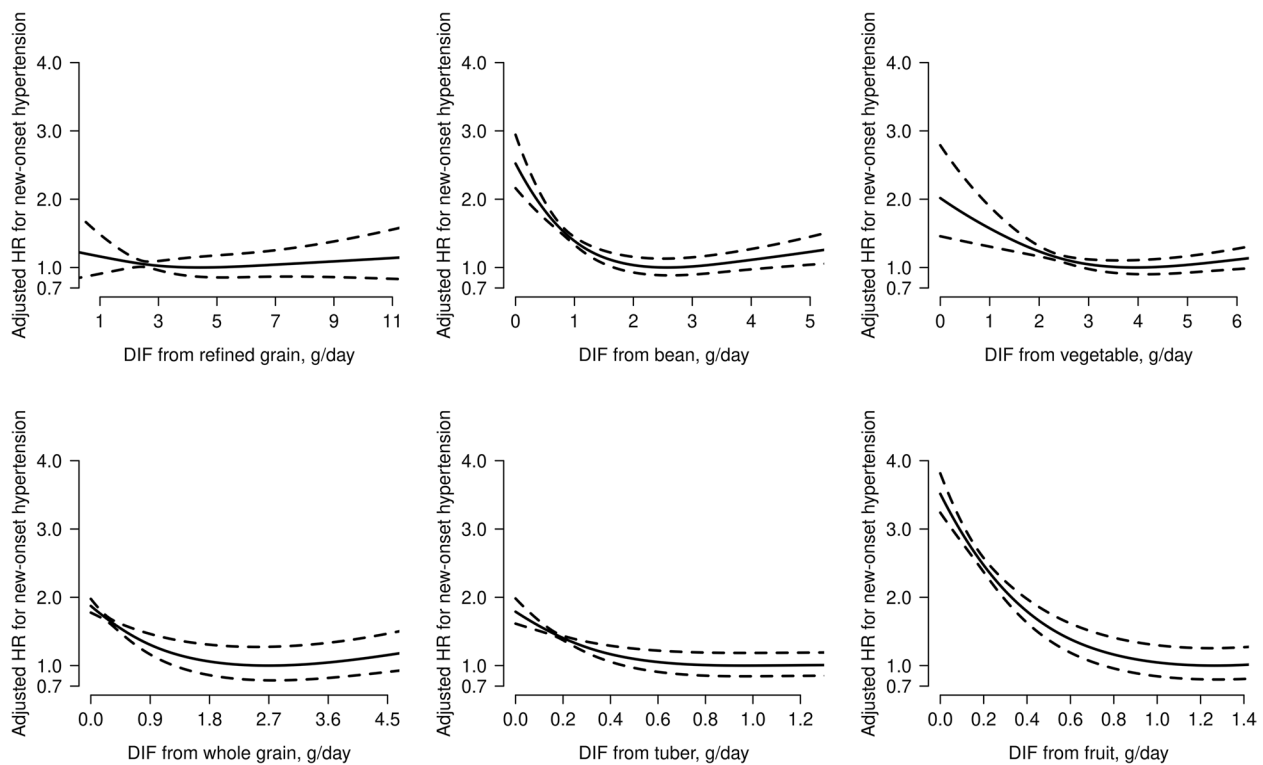 Adjusted HR for new-onset hypertension
4.0
3.0
2.0
1.0
0.7
1 3 5 7 9 11
DIF from refined grain, g/day
Adjusted HR for new-onset hypertension
4.0
3.0
2.0
1.0
0.7
0 1 2 3 4 5
DIF from bean, g/day
Adjusted HR for new-onset hypertension
4.0
3.0
2.0
1.0
0.7
0 1 2 3 4 5 6
DIF from vegetable, g/day
Adjusted HR for new-onset hypertension
4.0
3.0
2.0
1.0
0.7
0.0 0.9 1.8 2.7 3.6 4.5
DIF from whole grain, g/day
Adjusted HR for new-onset hypertension
4.0
3.0
2.0
1.0
0.7
0.0 0.2 0.4 0.6 0.8 1.0 1.2
DIF from tuber, g/day
Adjusted HR for new-onset hypertension
4.0
3.0
2.0
1.0
0.7
0.0 0.2 0.4 0.6 0.8 1.0 1.2 1.4
DIF from fruit, g/day